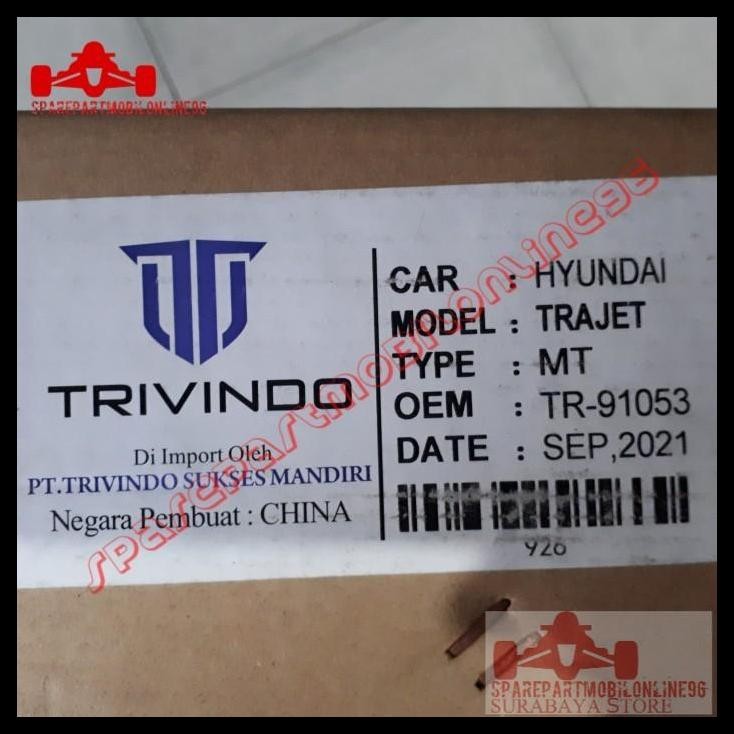 SPAREPARTMOBILONLINE96
TRIVINDO
Di Import Oleh
PT.TRIVINDO SUKSES MANDIRI
Negara Pembuat : CHINA
CAR : HYUNDAI
MODEL : TRAJET
TYPE : MT
OEM : TR-91053
DATE : SEP,2021
926
sparepartmobilonline96
SPAREPARTMOBILONLINE96
SURABAYA STORE